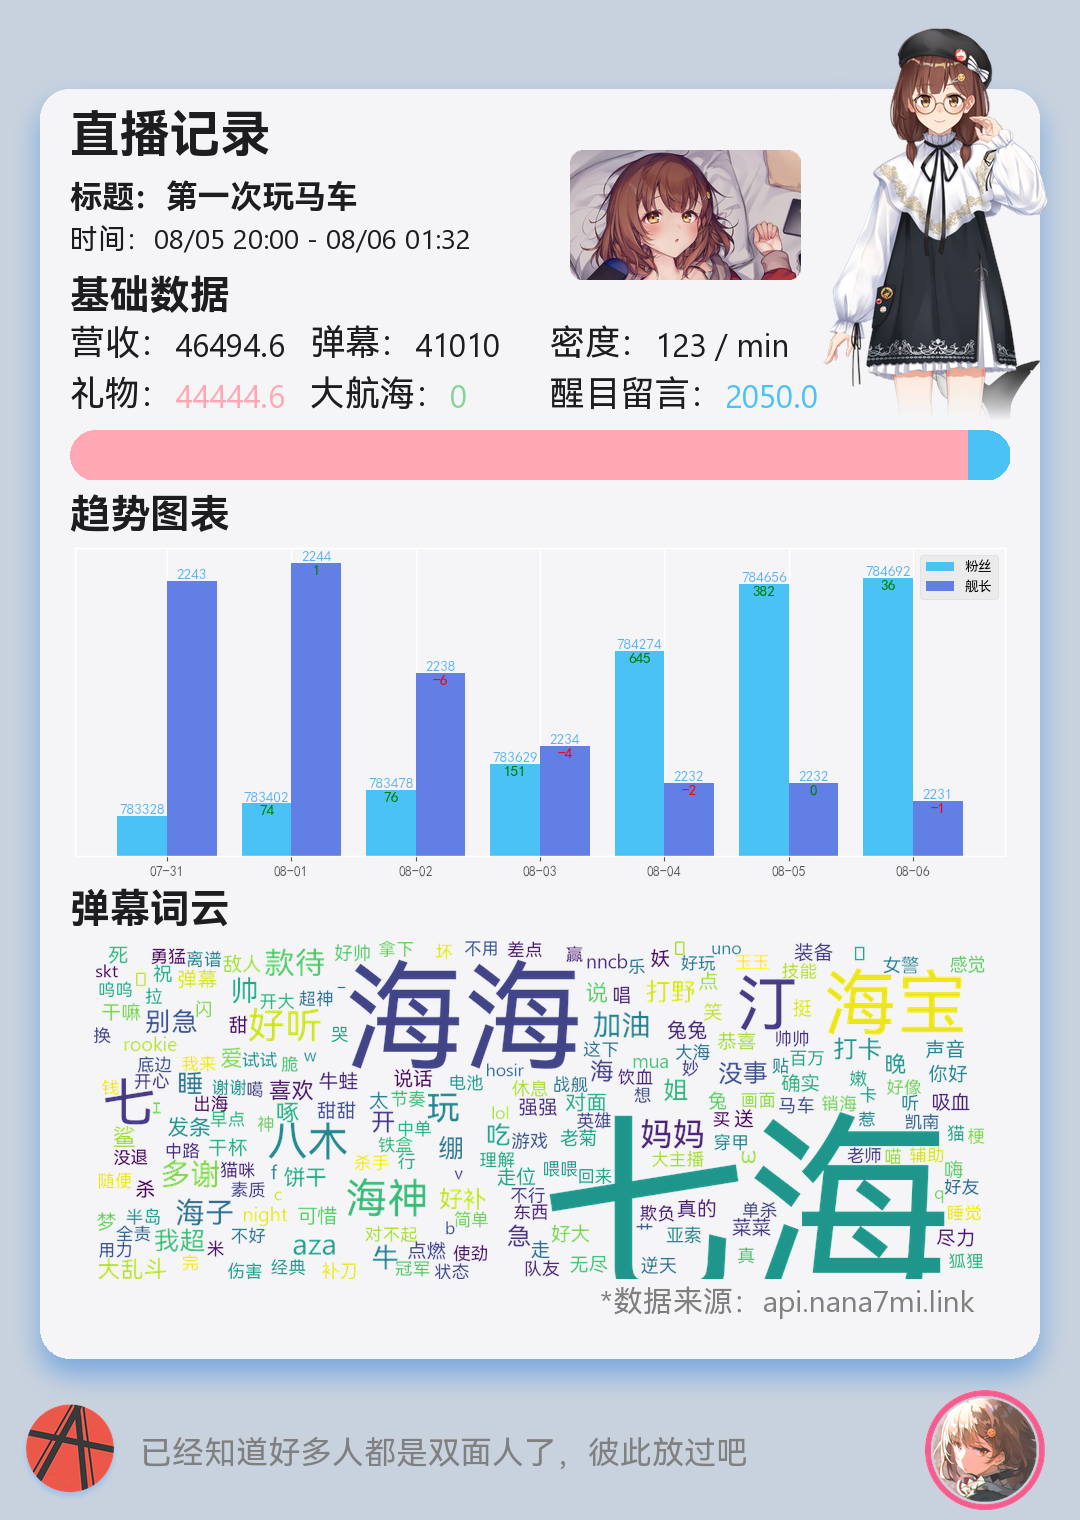 直播记录
标题：第一次玩马车
时间：08/05 20:00 - 08/06 01:32
基础数据
营收：46494.6 弹幕：41010 密度：123 / min
礼物：44444.6 大航海：0 醒目留言：2050.0
趋势图表
粉丝
舰长
2243
2244
1
2238
-6
2234
-4
2232
-2
2232
0
2231
-1
783328
783402
74
783478
76
783629
151
784274
645
784656
382
784692
36
07-31 08-01 08-02 08-03 08-04 08-05 08-06
弹幕词云
死 勇猛 离谱 敌人 款待 好帅 拿下 坏 不用 差点 赢 nncb 乐 妖 好玩 uno 玉玉 装备 女警 感觉
skt 祝 弹幕 呜呜 拉 闪 帅 开大 超神 海海 说 唱 打野 点 技能 汀 挺 海宝
干嘛 别急 甜 好听 哭 加油 兔兔 笑 恭喜 帅帅 打卡 晚 声音
换 rookie 底边 我来 爱 试试 脆 w 这下 大海 mua 妙 没事 贴 百万 你好
钱 开心 睡 谢谢 噶 喜欢 牛蛙 说话 电池 hosir 休息 战舰 海 饮血 想 姐 确实 嫩 好像
七 出海 早点 神 啄 甜甜 太 节奏 玩 lol 强强 对面 英雄 兔 画面 买 送 马车 销海 卡 惹 听 吸血 凯南
鲨 发条 干杯 八木 开 中单 铁盒 绷 吃 游戏 老菊 妈妈 穿甲 猫 梗
没退 中路 猫咪 杀手 行 理解 大主播 ω 老师 喵 辅助
随便 多谢 杀 素质 f 饼干 v 走位 喂喂 回来 七海 嗨 q 好友
梦 半岛 海子 c night 可惜 海神 好补 简单 不行 东西 欺负 真的 单杀 菜菜 睡觉
全责 用力 我超 米 不好 aza 对不起 b 急 好大 艹 亚索 尽力
大乱斗 完 伤害 经典 补刀 牛 点燃 冠军 状态 使劲 走 队友 无尽 逆天 真 狐狸
*数据来源：api.nana7mi.link
已经知道好多人都是双面人了，彼此放过吧